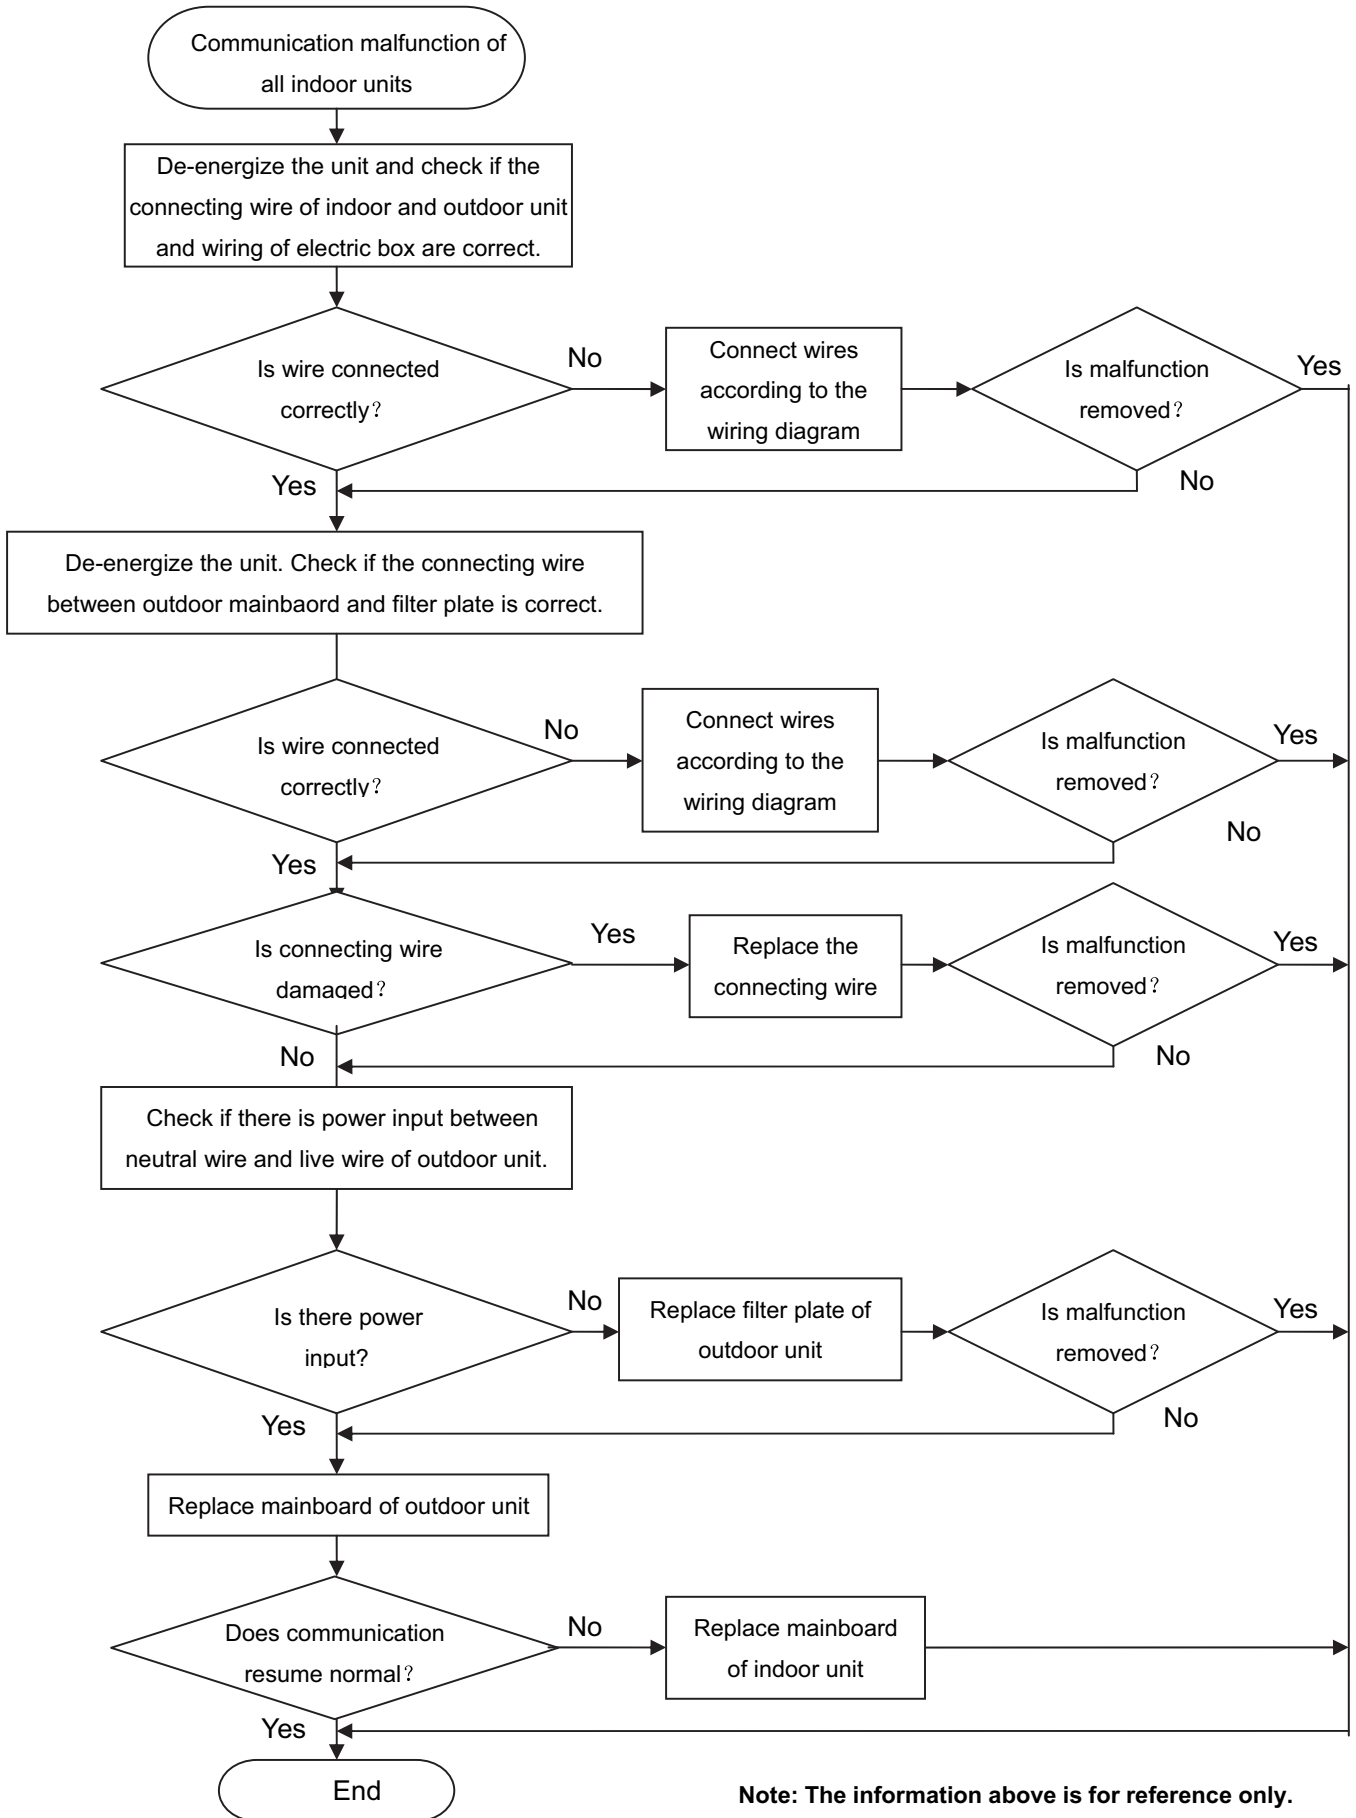 Communication malfunction of
all indoor units
De-energize the unit and check if the
connecting wire of indoor and outdoor unit
and wiring of electric box are correct.
Is wire connected
correctly？
No
Connect wires
according to the
wiring diagram
Is malfunction
removed？
Yes
No
Yes
De-energize the unit. Check if the connecting wire
between outdoor mainbaord and filter plate is correct.
Is wire connected
correctly？
No
Connect wires
according to the
wiring diagram
Is malfunction
removed？
Yes
No
Yes
Is connecting wire
damaged？
Yes
Replace the
connecting wire
Is malfunction
removed？
Yes
No
No
Check if there is power input between
neutral wire and live wire of outdoor unit.
Is there power
input?
No
Replace filter plate of
outdoor unit
Is malfunction
removed？
Yes
No
Yes
Replace mainboard of outdoor unit
Does communication
resume normal？
No
Replace mainboard
of indoor unit
Yes
End
Note: The information above is for reference only.